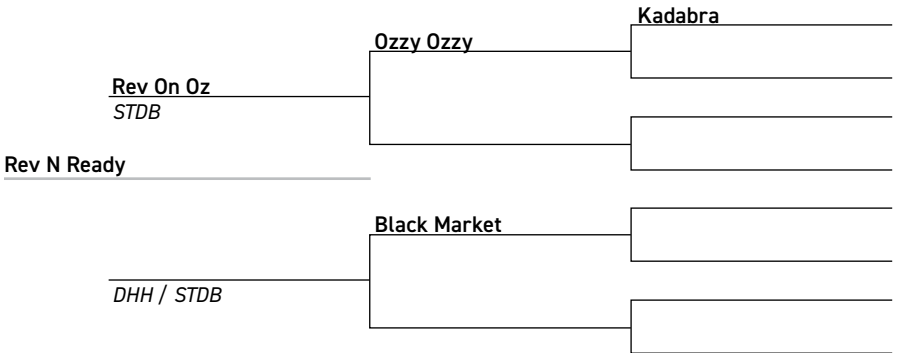 Kadabra
Ozzy Ozzy
Rev On Oz
STDB
Rev N Ready
Black Market
DHH / STDB